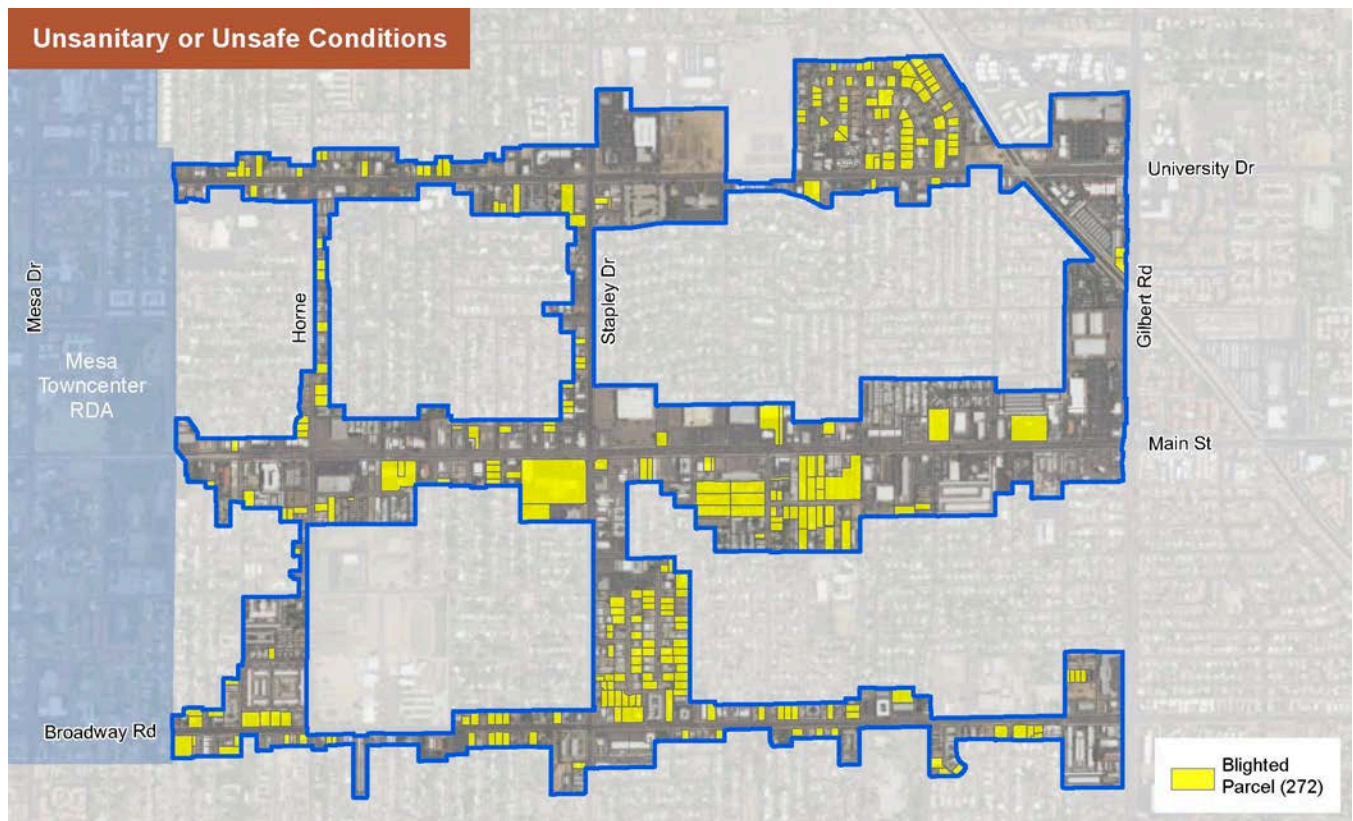 Unsanitary or Unsafe Conditions
University Dr
Mesa Dr
Horne
Stapley Dr
Gilbert Rd
Mesa
Towncenter
RDA
Main St
Broadway Rd
Blighted
Parcel (272)